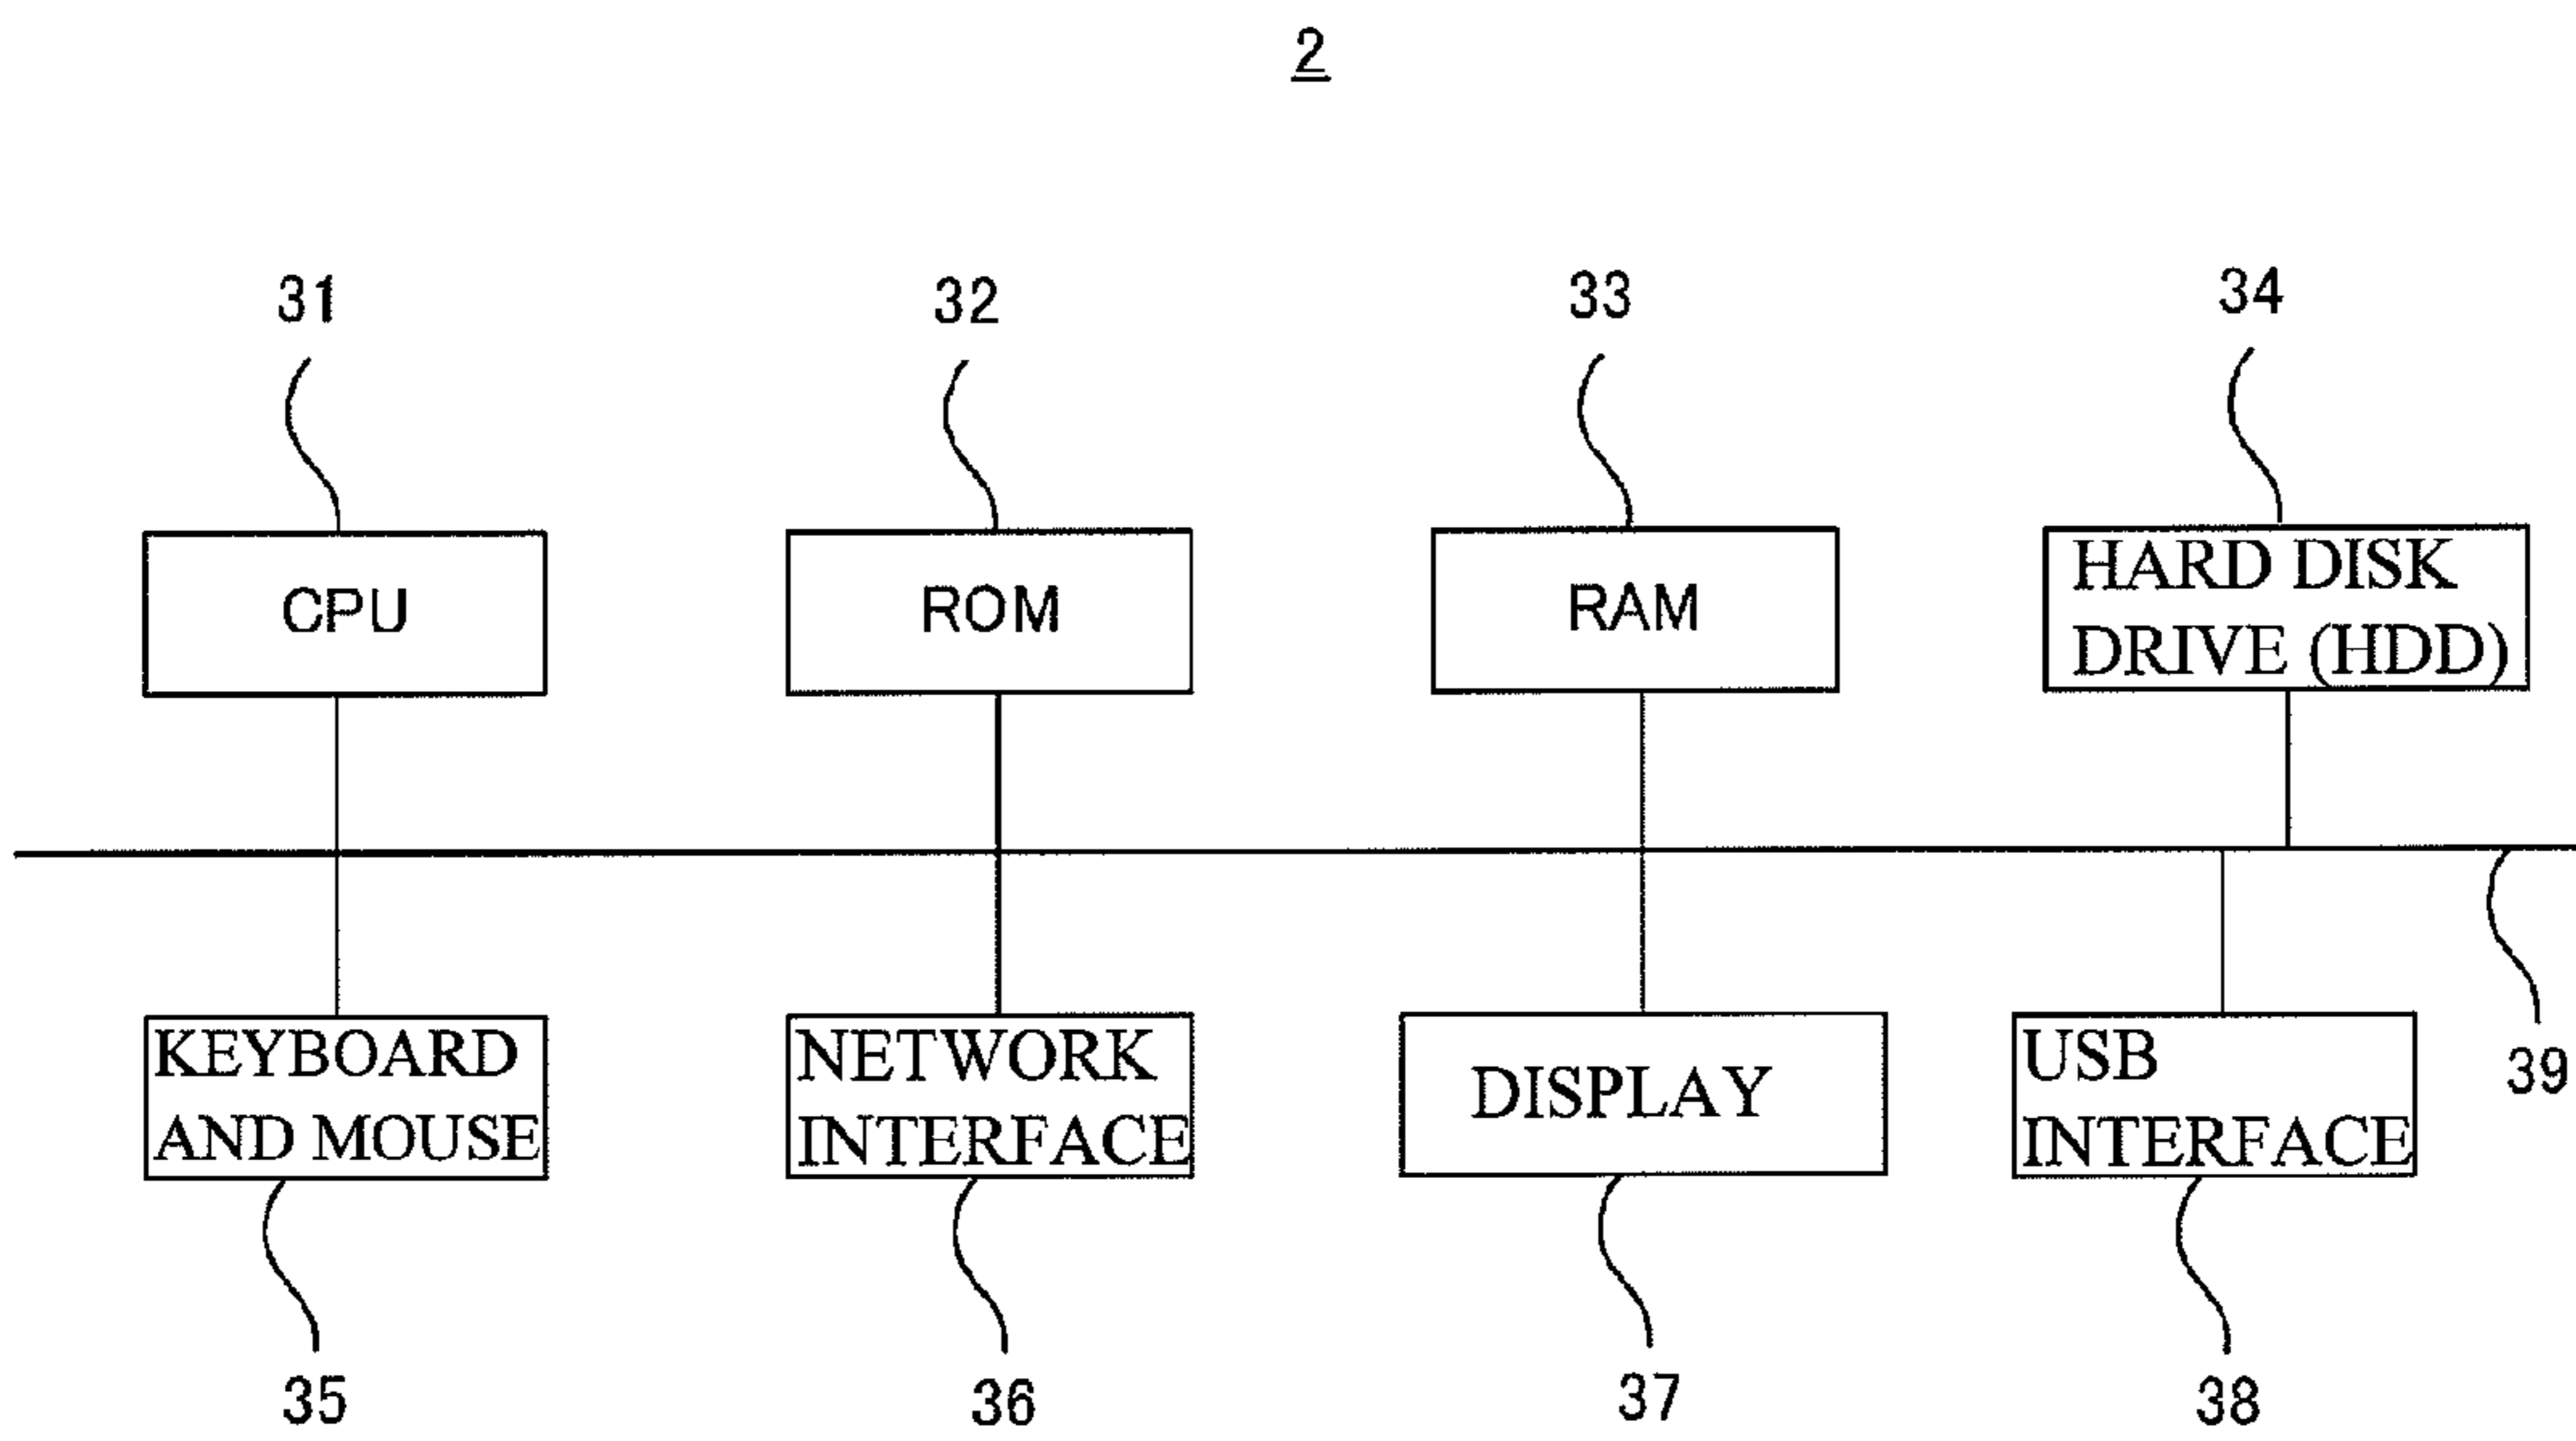 2
31
32
33
34
CPU
ROM
RAM
HARD DISK
DRIVE (HDD)
39
KEYBOARD
AND MOUSE
NETWORK
INTERFACE
DISPLAY
USB
INTERFACE
35
36
37
38